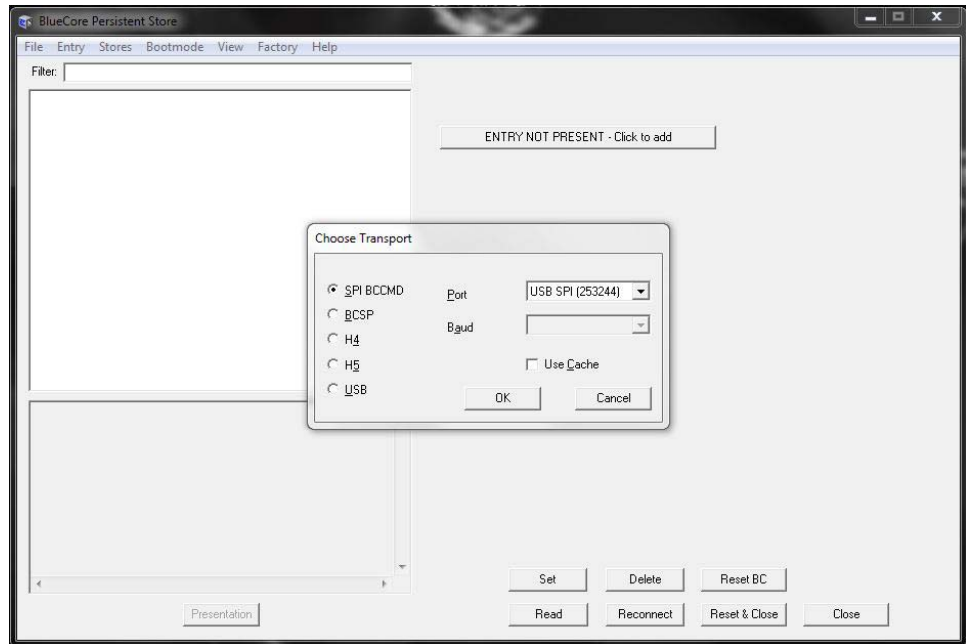 BlueCore Persistent Store
File Entry Stores Bootmode View Factory Help
Filter:
ENTRY NOT PRESENT - Click to add
Choose Transport
SPI BCCMD
BCSP
H4
H5
USB
Port
USB SPI (253244)
Baud
Use Cache
OK Cancel
Set Delete Reset BC
Presentation Read Reconnect Reset & Close Close